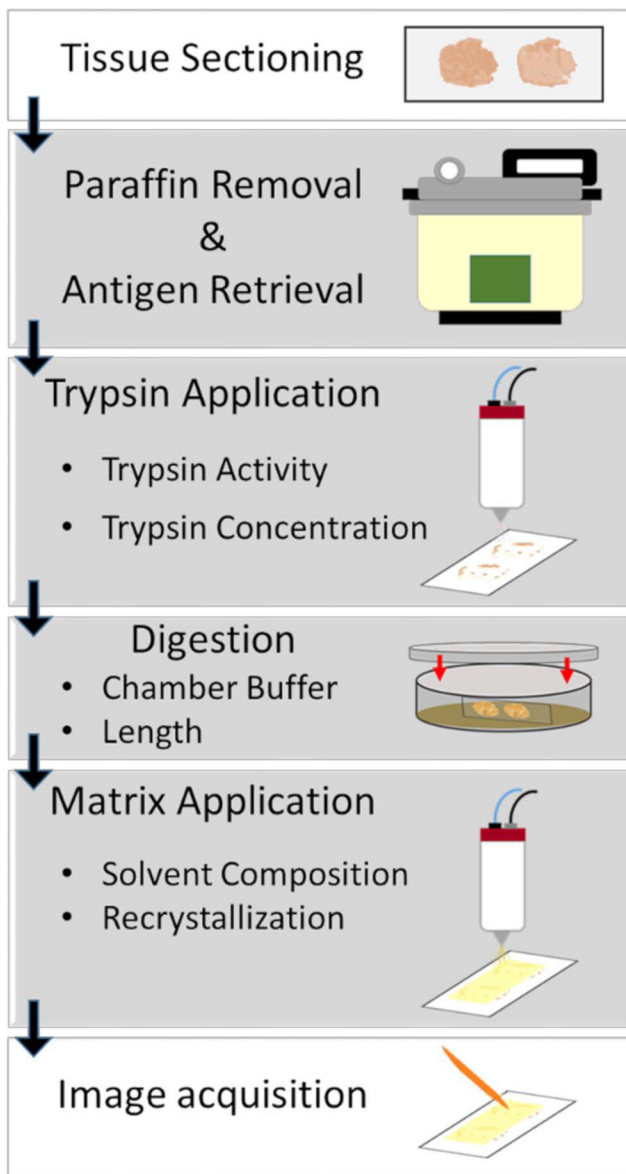 Tissue Sectioning
Paraffin Removal
&
Antigen Retrieval
Trypsin Application
• Trypsin Activity
• Trypsin Concentration
Digestion
• Chamber Buffer
• Length
Matrix Application
• Solvent Composition
• Recrystallization
Image acquisition